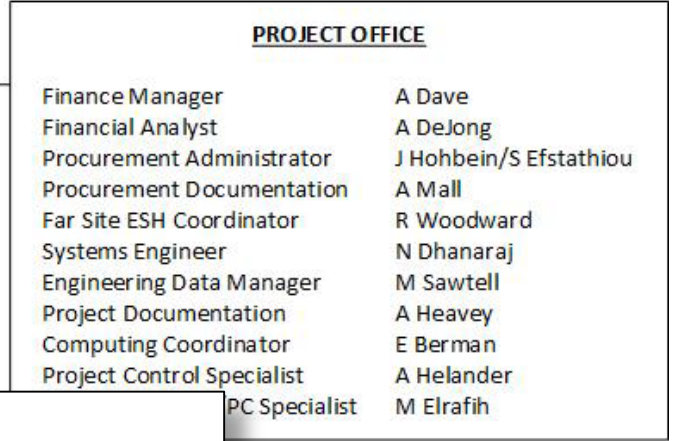 PROJECT OFFICE
Finance Manager A Dave
Financial Analyst A DeJong
Procurement Administrator J Hohbein/S Efstathiou
Procurement Documentation A Mall
Far Site ESH Coordinator R Woodward
Systems Engineer N Dhanaraj
Engineering Data Manager M Sawtell
Project Documentation A Heavey
Computing Coordinator E Berman
Project Control Specialist A Helander
PC Specialist M Elrafih